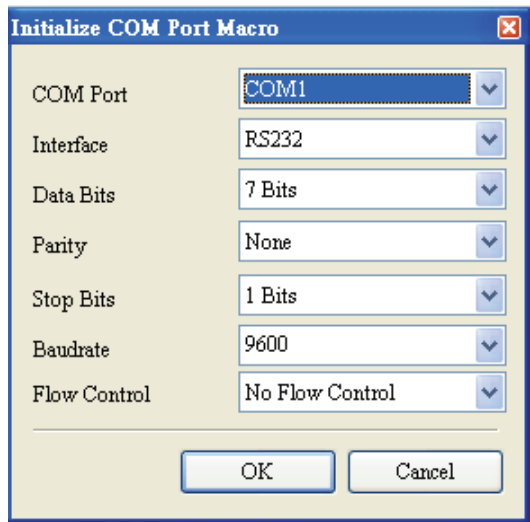 Initialize COM Port Macro
COM Port COM1
Interface RS232
Data Bits 7 Bits
Parity None
Stop Bits 1 Bits
Baudrate 9600
Flow Control No Flow Control
OK Cancel